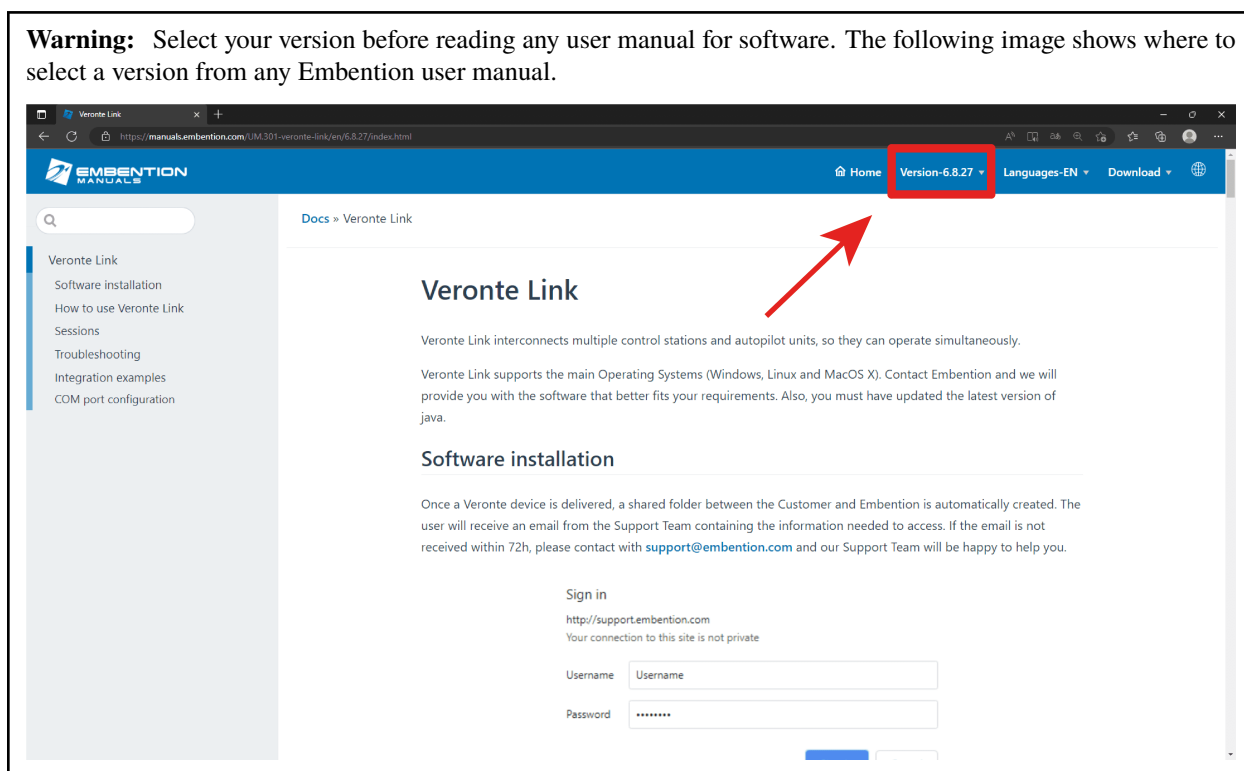 Warning: Select your version before reading any user manual for software. The following image shows where to
select a version from any Embention user manual.
Veronte Link
https://manuals.embention.com/UM.301-veronte-link/en/6.8.27/index.html
EMBENTION
MANUALS
Home Version-6.8.27 Languages-EN Download
Docs » Veronte Link
Veronte Link
Software installation
How to use Veronte Link
Sessions
Troubleshooting
Integration examples
COM port configuration
Veronte Link
Veronte Link interconnects multiple control stations and autopilot units, so they can operate simultaneously.
Veronte Link supports the main Operating Systems (Windows, Linux and MacOS X). Contact Embention and we will
provide you with the software that better fits your requirements. Also, you must have updated the latest version of
java.
Software installation
Once a Veronte device is delivered, a shared folder between the Customer and Embention is automatically created. The
user will receive an email from the Support Team containing the information needed to access. If the email is not
received within 72h, please contact with support@embention.com and our Support Team will be happy to help you.
Sign in
http://support.embention.com
Your connection to this site is not private
Username Username
Password ••••••••